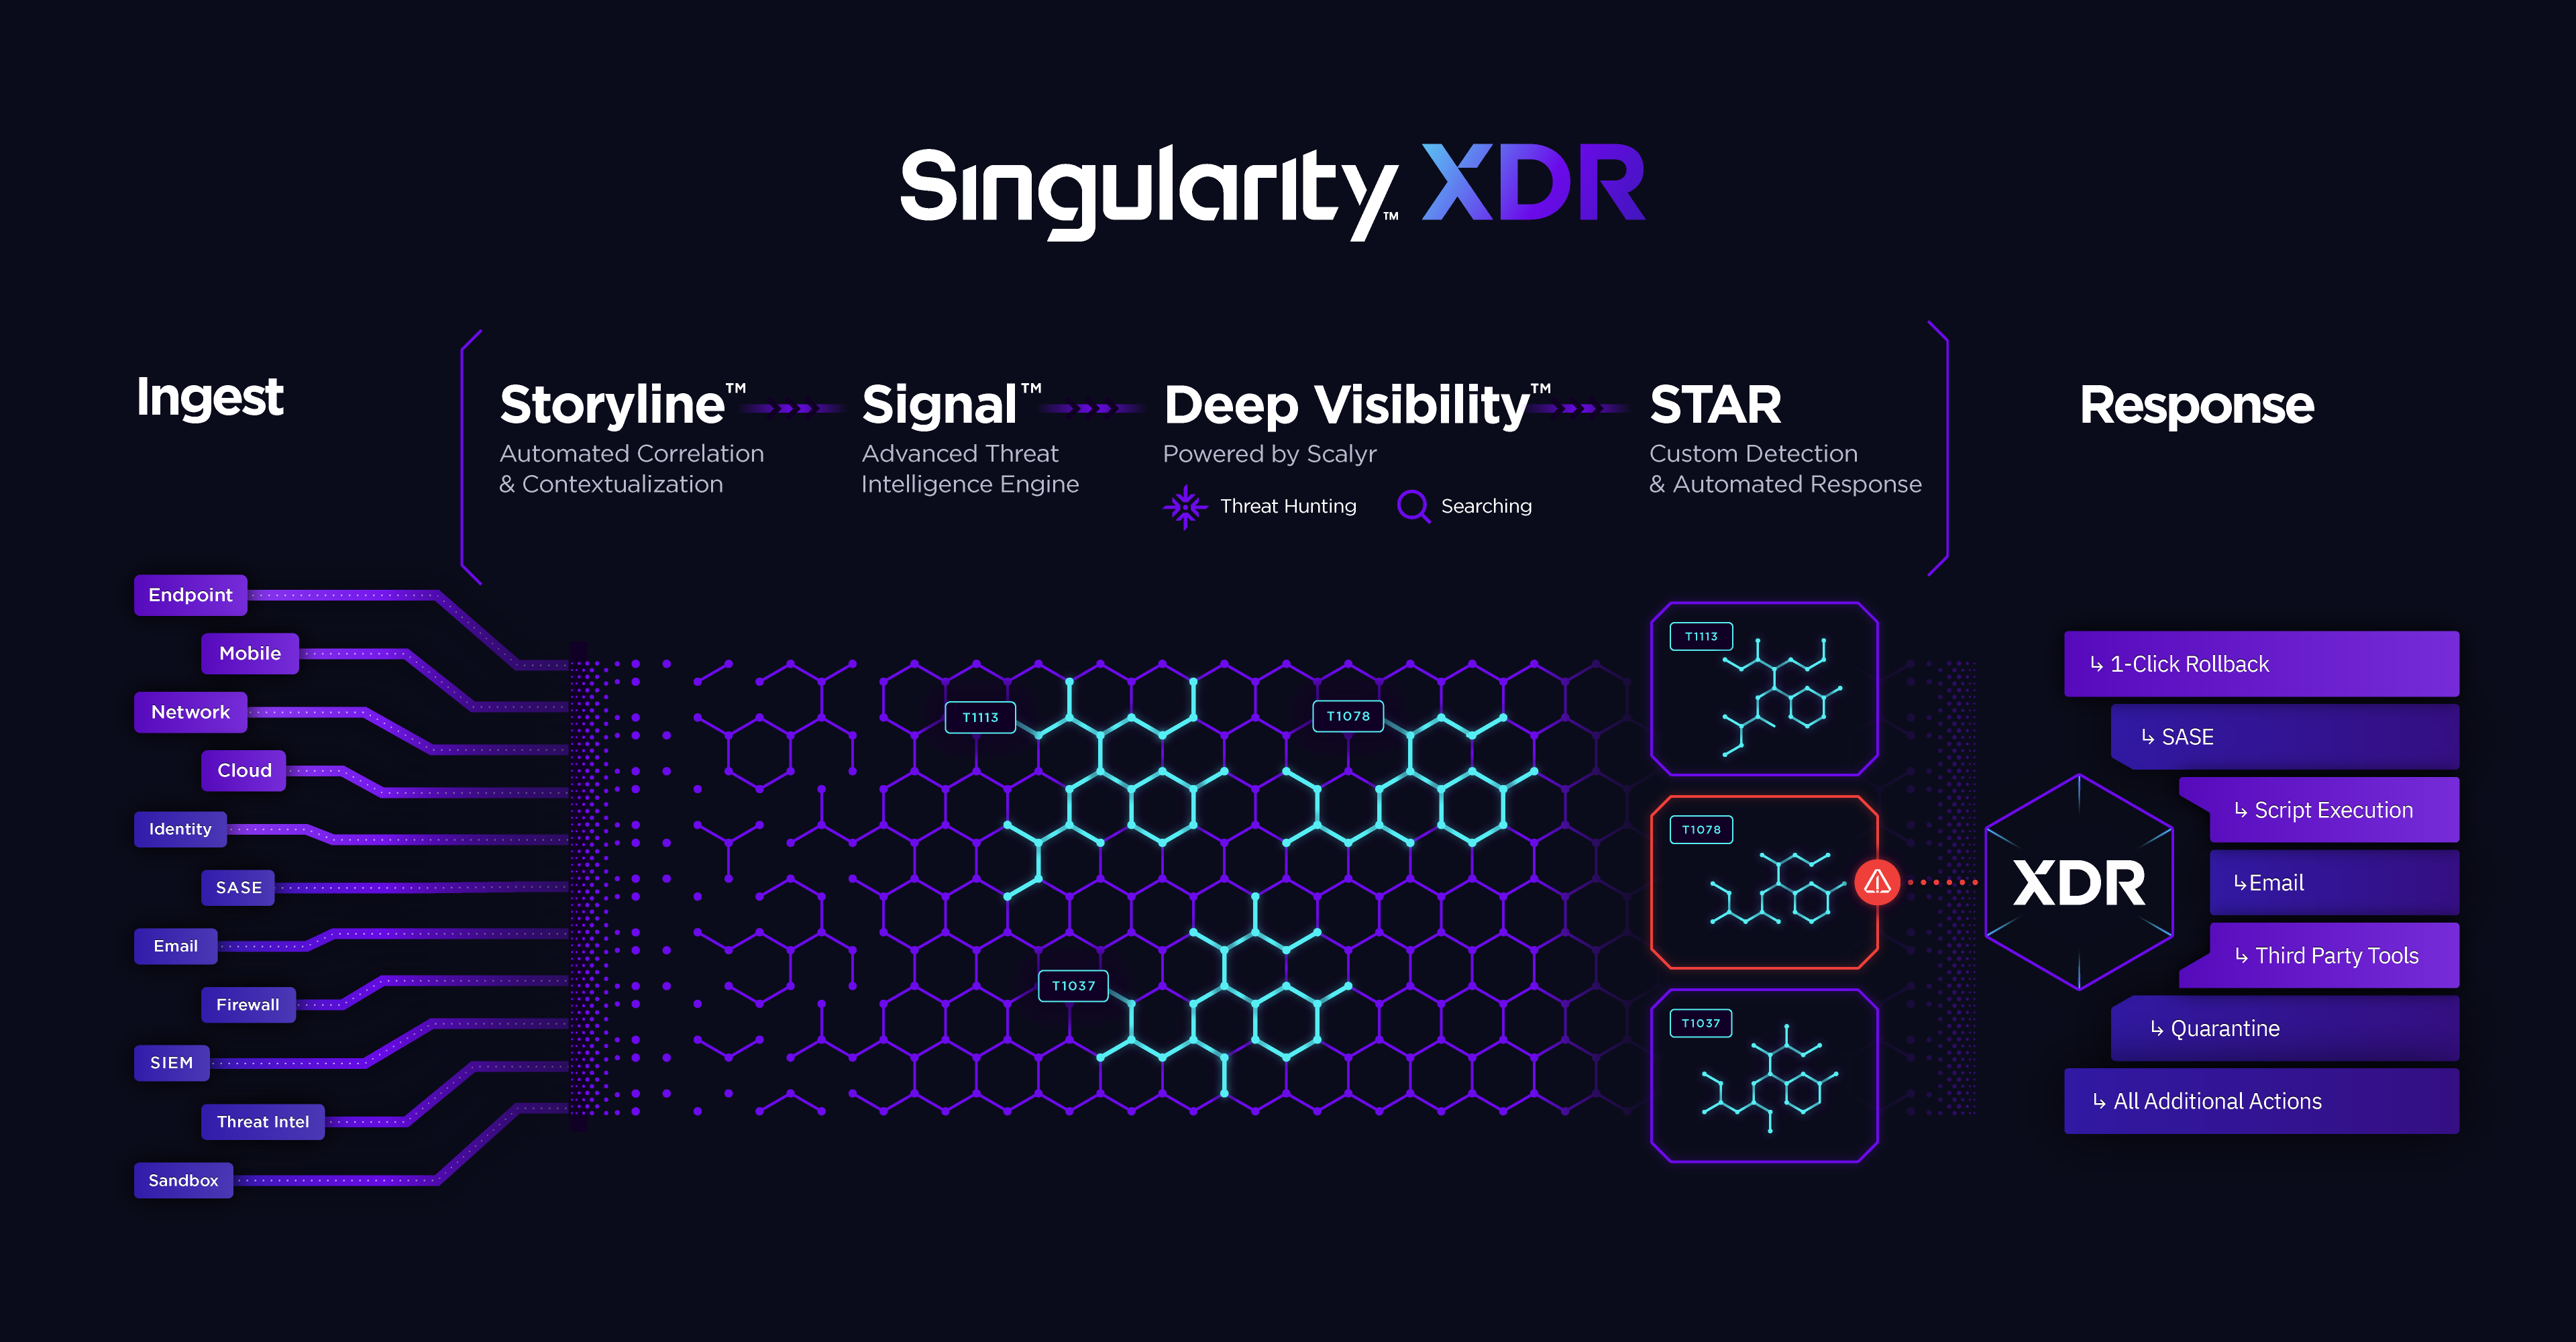 Singularity™ XDR
Ingest
Storyline™
Automated Correlation
& Contextualization
Signal™
Advanced Threat
Intelligence Engine
Deep Visibility™
Powered by Scalyr
Threat Hunting
Searching
STAR
Custom Detection
& Automated Response
Response
Endpoint
Mobile
Network
Cloud
Identity
SASE
Email
Firewall
SIEM
Threat Intel
Sandbox
T1113
T1078
T1037
T1113
T1078
T1037
XDR
↳ 1-Click Rollback
↳ SASE
↳ Script Execution
↳Email
↳ Third Party Tools
↳ Quarantine
↳ All Additional Actions